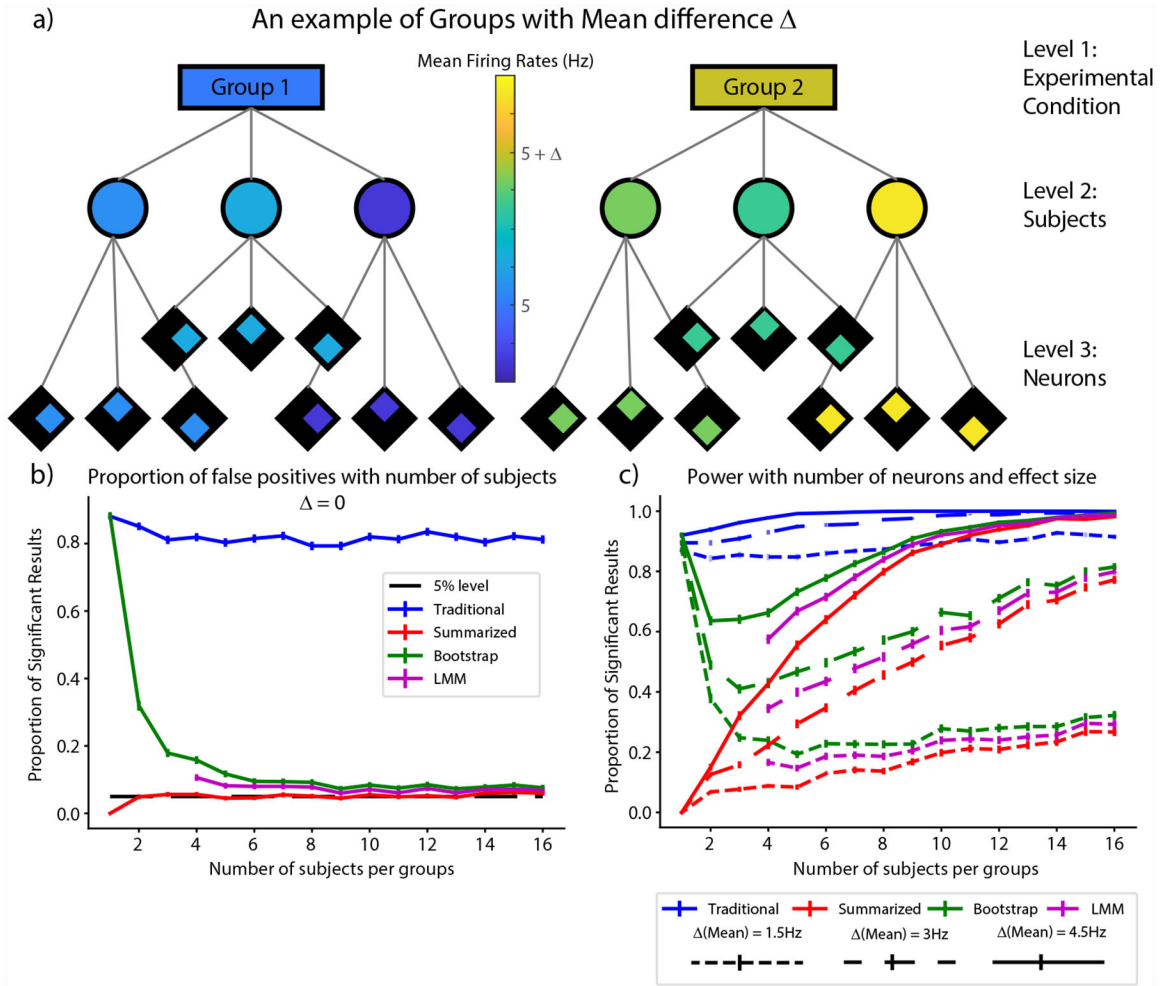 a)
An example of Groups with Mean difference Δ
Mean Firing Rates (Hz)
Level 1:
Experimental
Condition
Group 1
Group 2
5 + Δ
Level 2:
Subjects
5
Level 3:
Neurons
b)
Proportion of false positives with number of subjects
Δ = 0
Proportion of Significant Results
0.8
0.6
0.4
0.2
0.0
5% level
Traditional
Summarized
Bootstrap
LMM
2 4 6 8 10 12 14 16
Number of subjects per groups
c)
Power with number of neurons and effect size
Proportion of Significant Results
1.0
0.8
0.6
0.4
0.2
0.0
2 4 6 8 10 12 14 16
Number of subjects per groups
Traditional Summarized Bootstrap LMM
Δ(Mean) = 1.5Hz Δ(Mean) = 3Hz Δ(Mean) = 4.5Hz